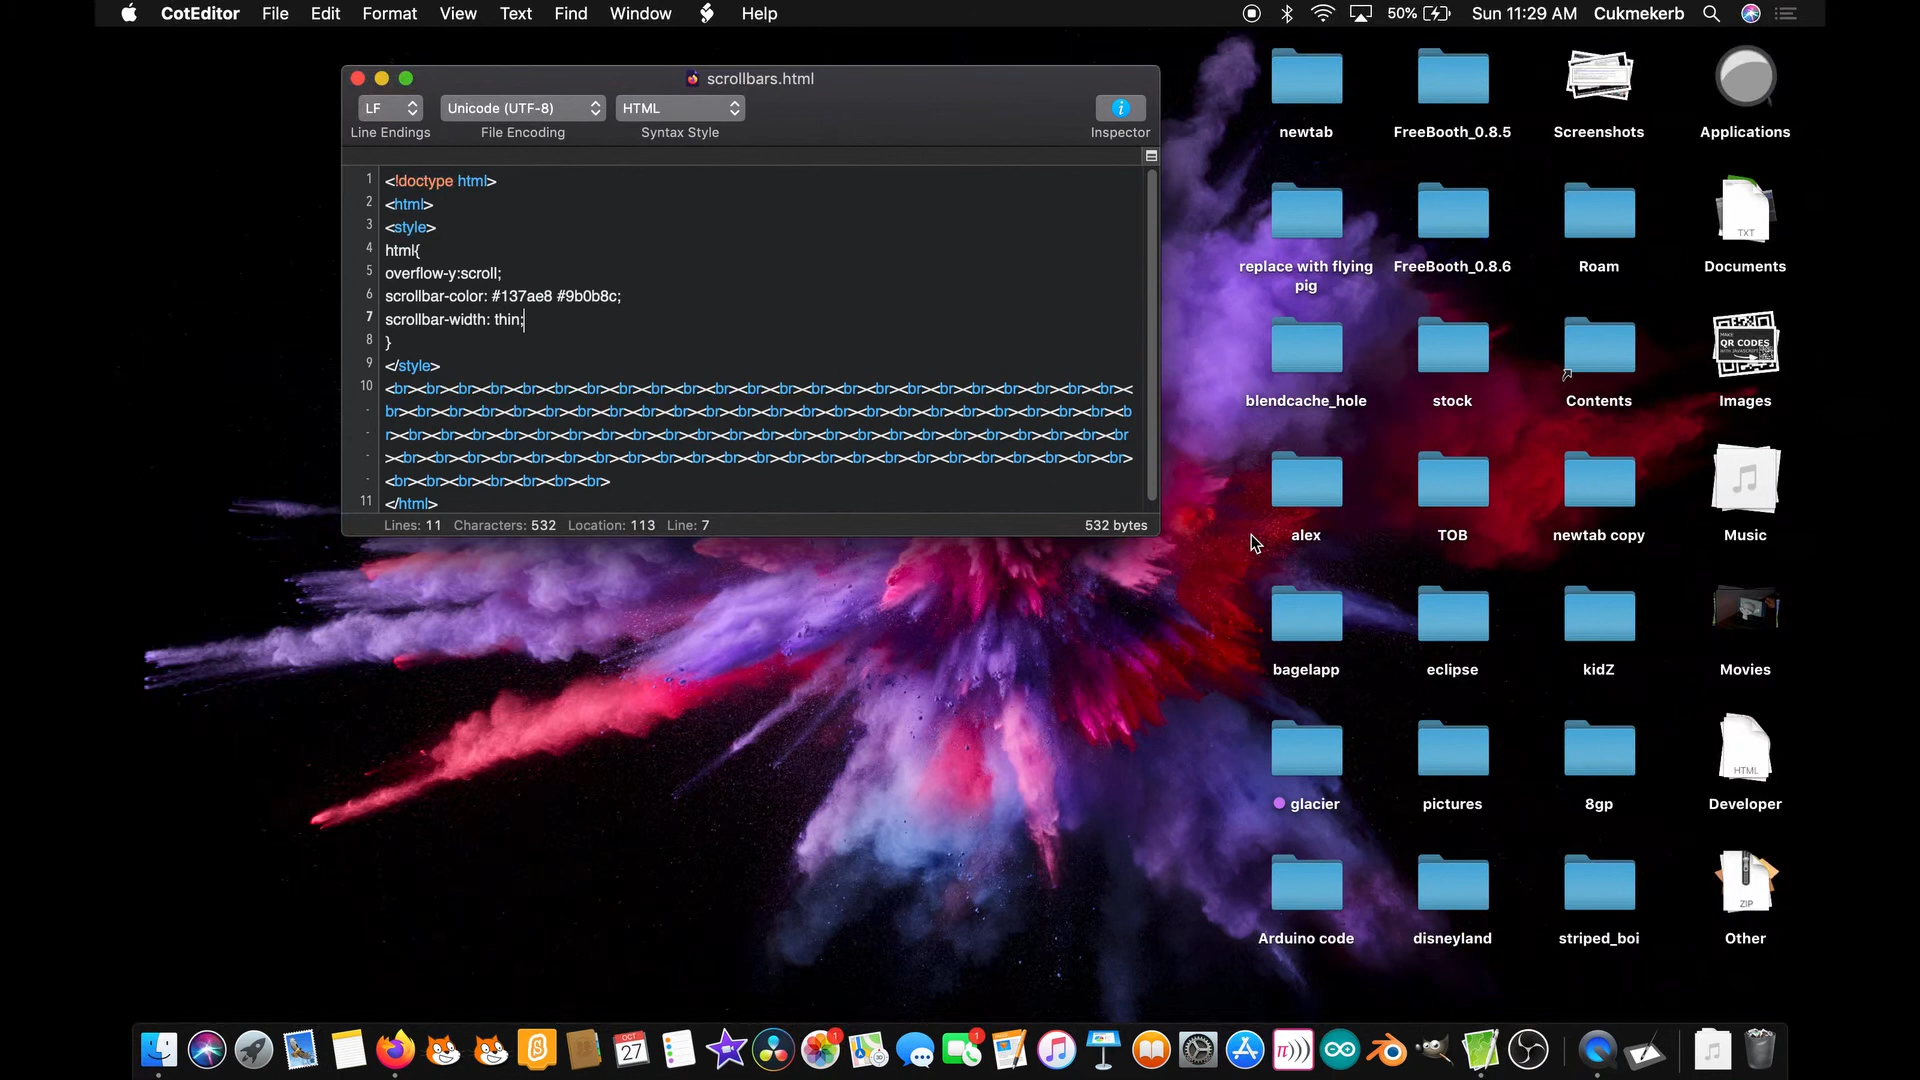 CotEditor File Edit Format View Text Find Window Help 50% Sun 11:29 AM Cukmekerb
scrollbars.html
LF Unicode (UTF-8) HTML i
Line Endings File Encoding Syntax Style Inspector
1 <!doctype html>
2 <html>
3 <style>
4 html{
5 overflow-y:scroll;
6 scrollbar-color: #137ae8 #9b0b8c;
7 scrollbar-width: thin;
8 }
9 </style>
10 <br><br><br><br><br><br><br><br><br><br><br><br><br><br><br><br><br><br><br><br><br><br><br><
br><br><br><br><br><br><br><br><br><br><br><br><br><br><br><br><br><br><br><br><br><br><br><b
r><br><br><br><br><br><br><br><br><br><br><br><br><br><br><br><br><br><br><br><br><br><br><br
><br><br><br><br><br><br><br><br><br><br><br><br><br><br><br><br><br><br><br><br><br><br><br>
<br><br><br><br><br><br><br>
11 </html>
Lines: 11 Characters: 532 Location: 113 Line: 7 532 bytes
newtab FreeBooth_0.8.5 Screenshots Applications
TXT
replace with flying
pig
FreeBooth_0.8.6 Roam Documents
MAKE
QR CODES
WITH JAVASCRIPT
blendcache_hole stock Contents Images
alex TOB newtab copy Music
bagelapp eclipse kidZ Movies
HTML
glacier pictures 8gp Developer
ZIP
Arduino code disneyland striped_boi Other
OCT
27
1
1